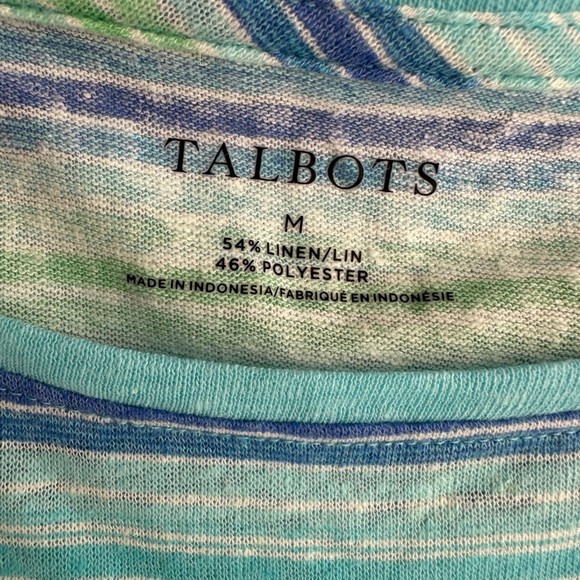 TALBOTS
M
54% LINEN/LIN
46% POLYESTER
MADE IN INDONESIA/FABRIQUÉ EN INDONÉSIE